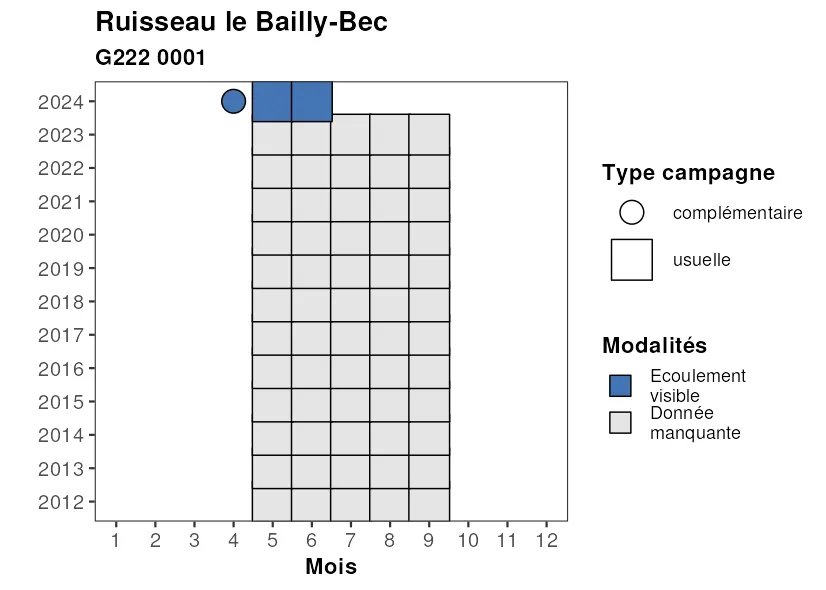 Ruisseau le Bailly-Bec
G222 0001
2024
2023
2022
2021
2020
2019
2018
2017
2016
2015
2014
2013
2012
1 2 3 4 5 6 7 8 9 10 11 12
Mois
Type campagne
complémentaire
usuelle
Modalités
Ecoulement
visible
Donnée
manquante